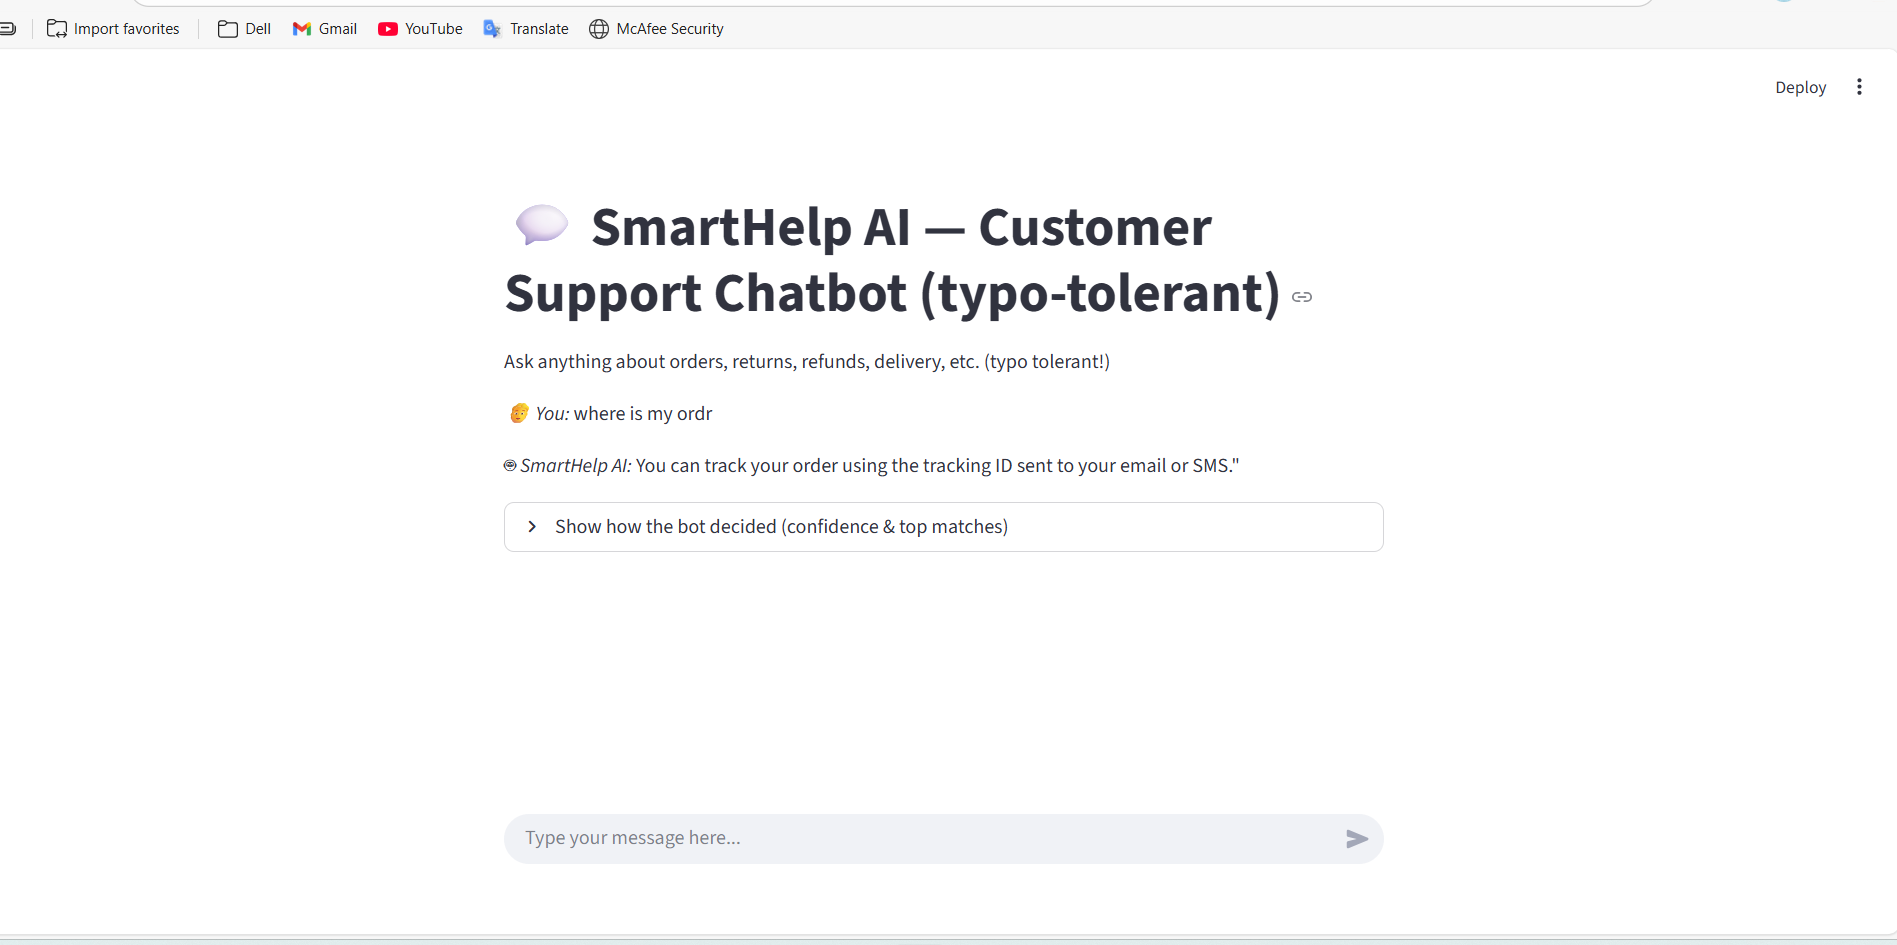 Import favorites Dell Gmail YouTube Translate McAfee Security
Deploy
SmartHelp AI — Customer
Support Chatbot (typo-tolerant)
Ask anything about orders, returns, refunds, delivery, etc. (typo tolerant!)
You: where is my ordr
SmartHelp AI: You can track your order using the tracking ID sent to your email or SMS."
Show how the bot decided (confidence & top matches)
Type your message here...